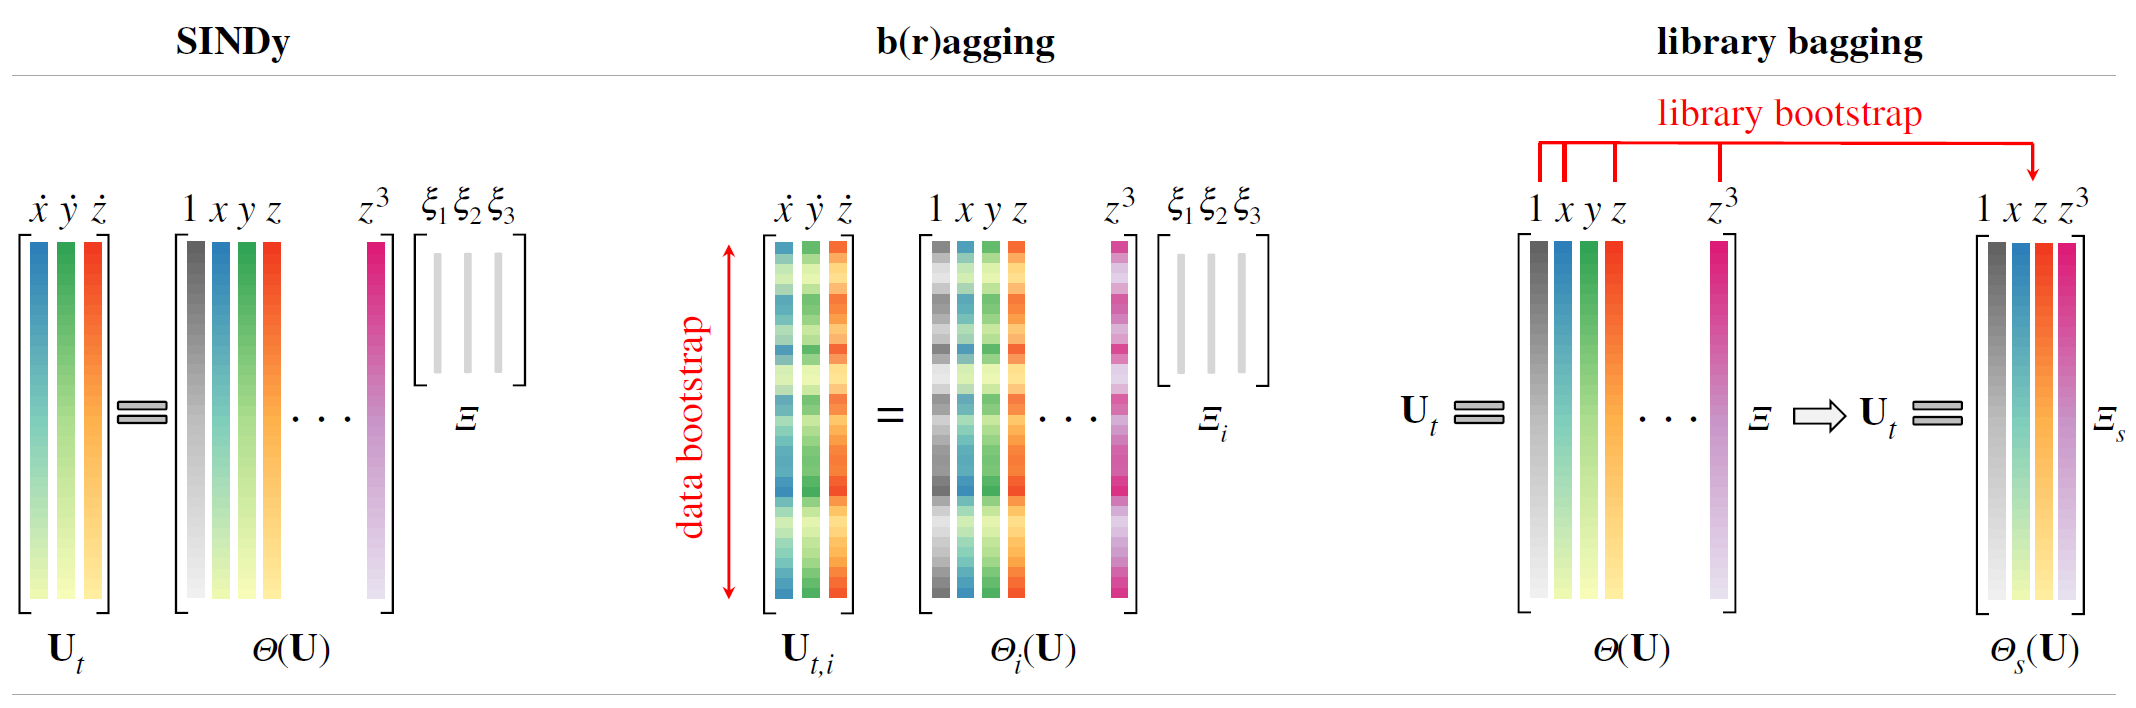 SINDy
b(r)agging
library bagging
library bootstrap
ẋ ẏ ż
1 x y z
z³
ξ₁ ξ₂ ξ₃
=
. . .
Ξ
U_t
Θ(U)
data bootstrap
ẋ ẏ ż
1 x y z
z³
ξ₁ ξ₂ ξ₃
=
. . .
Ξ_i
U_{t,i}
Θ_i(U)
1 x y z
z³
1 x z z³
U_t =
. . .
Ξ ⇨ U_t =
Ξ_s
Θ(U)
Θ_s(U)